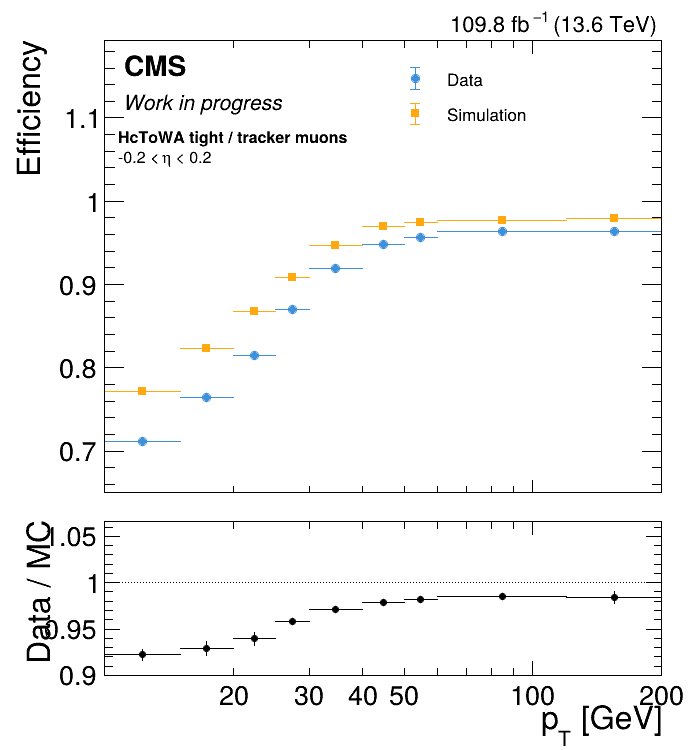 109.8 fb⁻¹ (13.6 TeV)
Efficiency
CMS
Work in progress
HcToWA tight / tracker muons
-0.2 < η < 0.2
Data
Simulation
1.1
1
0.9
0.8
0.7
Data / MC
1.05
1
0.95
0.9
20 30 40 50 100 200
p_T [GeV]